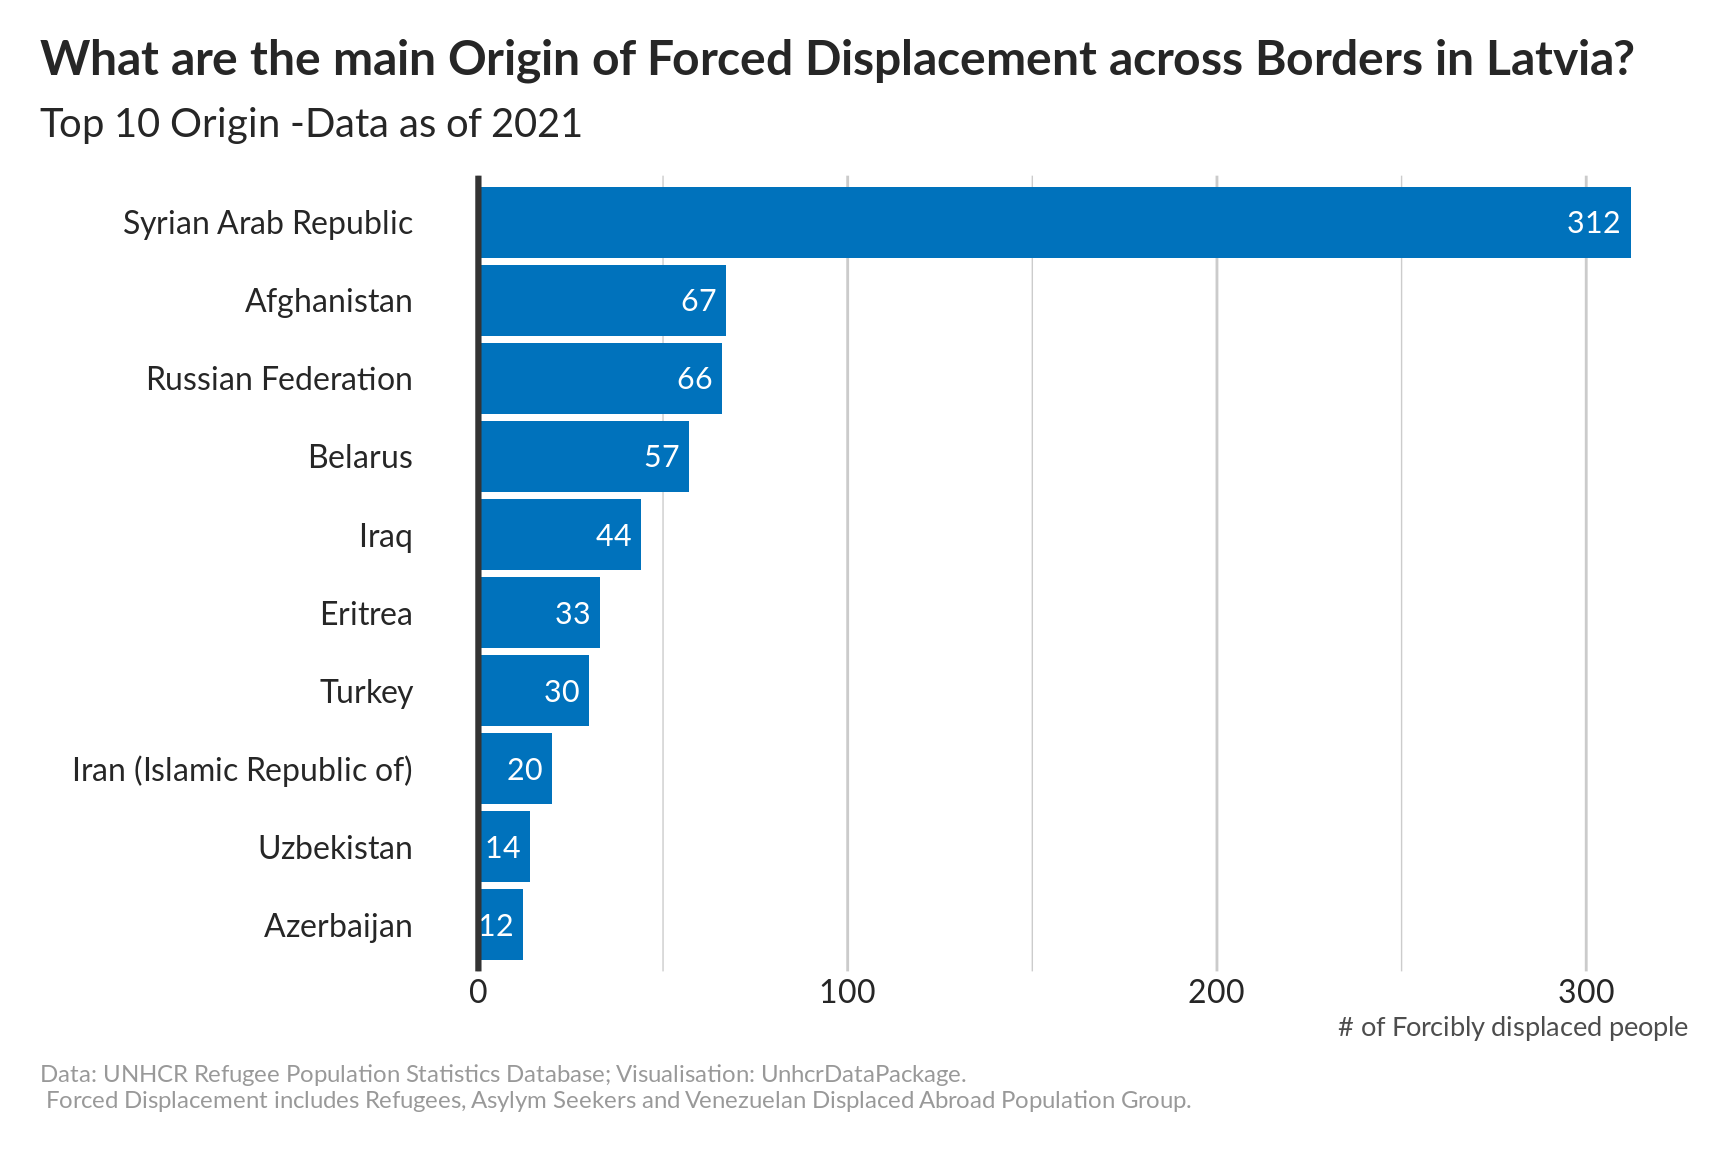 What are the main Origin of Forced Displacement across Borders in Latvia?
Top 10 Origin -Data as of 2021
Syrian Arab Republic 312
Afghanistan 67
Russian Federation 66
Belarus 57
Iraq 44
Eritrea 33
Turkey 30
Iran (Islamic Republic of) 20
Uzbekistan 14
Azerbaijan 12
0 100 200 300
# of Forcibly displaced people
Data: UNHCR Refugee Population Statistics Database; Visualisation: UnhcrDataPackage.
Forced Displacement includes Refugees, Asylym Seekers and Venezuelan Displaced Abroad Population Group.